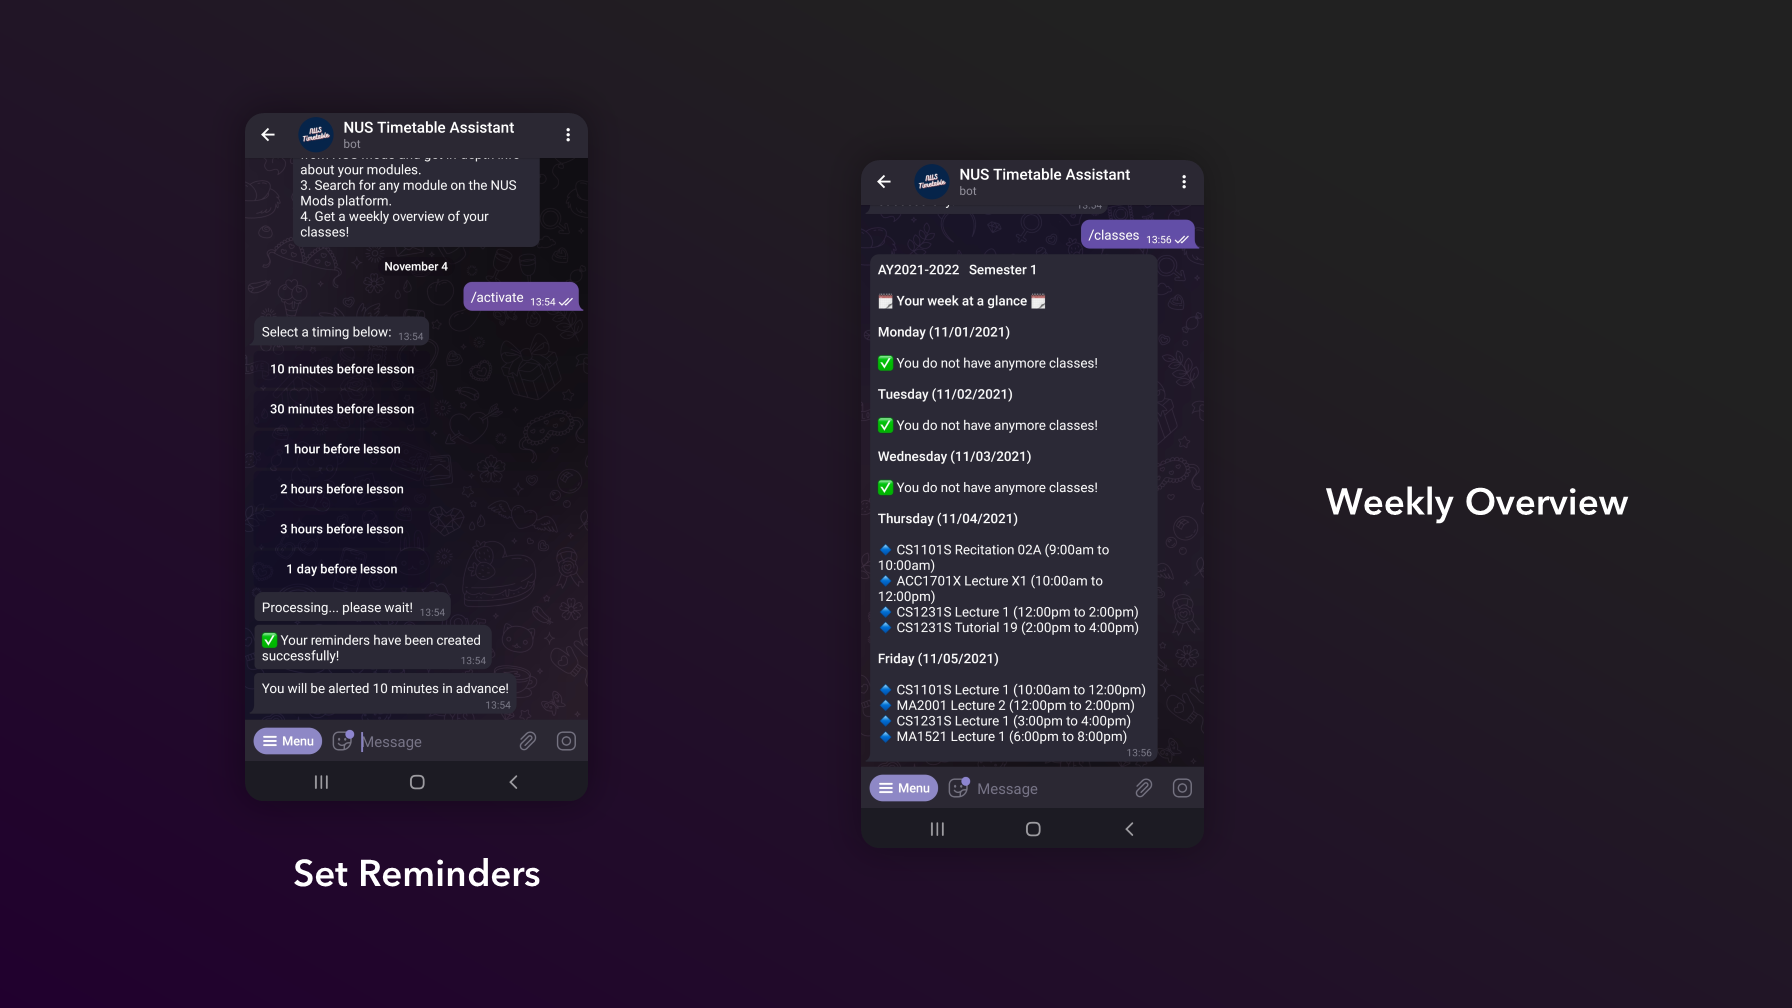 NUS Timetable Assistant
bot
about your modules.
3. Search for any module on the NUS
Mods platform.
4. Get a weekly overview of your
classes!
November 4
/activate 13:54
Select a timing below: 13:54
10 minutes before lesson
30 minutes before lesson
1 hour before lesson
2 hours before lesson
3 hours before lesson
1 day before lesson
Processing... please wait! 13:54
✅ Your reminders have been created
successfully! 13:54
You will be alerted 10 minutes in advance!
13:54
Menu Message
Set Reminders
NUS Timetable Assistant
bot
13:54
/classes 13:56
AY2021-2022 Semester 1
🗓 Your week at a glance 🗓
Monday (11/01/2021)
✅ You do not have anymore classes!
Tuesday (11/02/2021)
✅ You do not have anymore classes!
Wednesday (11/03/2021)
✅ You do not have anymore classes!
Thursday (11/04/2021)
🔹 CS1101S Recitation 02A (9:00am to
10:00am)
🔹 ACC1701X Lecture X1 (10:00am to
12:00pm)
🔹 CS1231S Lecture 1 (12:00pm to 2:00pm)
🔹 CS1231S Tutorial 19 (2:00pm to 4:00pm)
Friday (11/05/2021)
🔹 CS1101S Lecture 1 (10:00am to 12:00pm)
🔹 MA2001 Lecture 2 (12:00pm to 2:00pm)
🔹 CS1231S Lecture 1 (3:00pm to 4:00pm)
🔹 MA1521 Lecture 1 (6:00pm to 8:00pm)
13:56
Menu Message
Weekly Overview